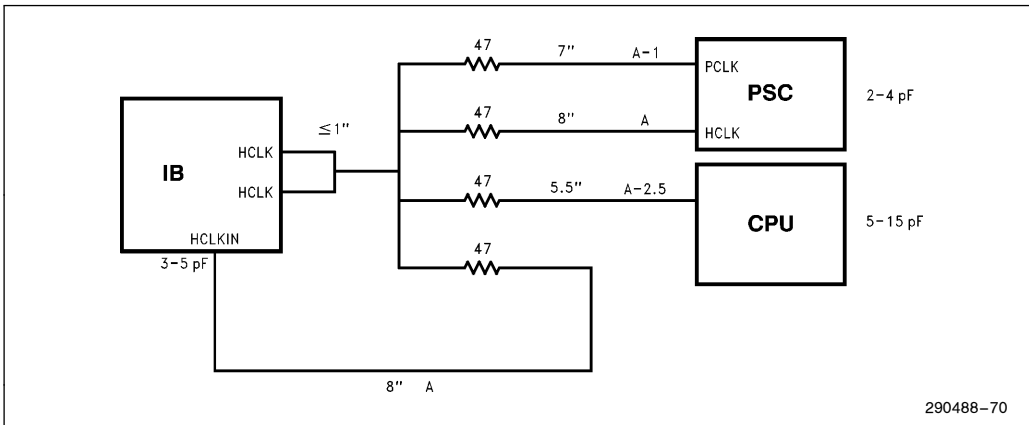 47 7" A-1
PCLK
PSC
2-4 pF
47 8" A
HCLK
≤1"
HCLK
IB
HCLK
47 5.5" A-2.5
CPU
5-15 pF
HCLKIN
3-5 pF
47
8" A
290488-70